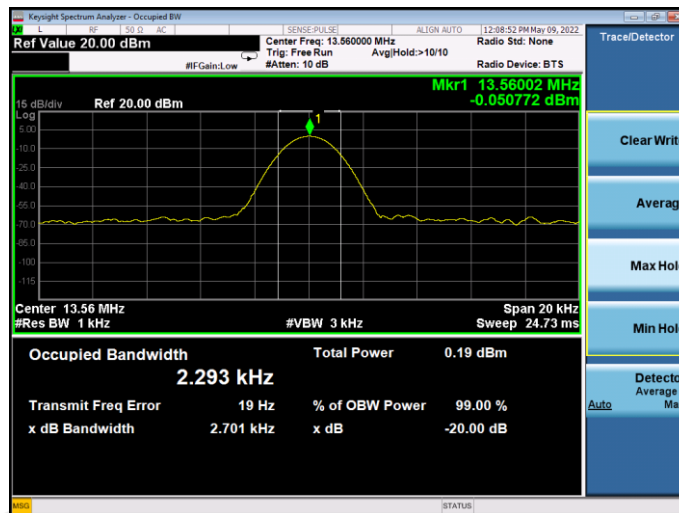 Keysight Spectrum Analyzer - Occupied BW
LXI L RF 50 Ω AC SENSE:PULSE ALIGN AUTO 12:08:52 PM May 09, 2022
Ref Value 20.00 dBm
Center Freq: 13.560000 MHz
Radio Std: None
Trig: Free Run Avg|Hold:>10/10
#IFGain:Low #Atten: 10 dB Radio Device: BTS
Trace/Detector
Mkr1 13.56002 MHz
15 dB/div Ref 20.00 dBm -0.050772 dBm
Log
1
5.00
-10.0
-25.0
-40.0
-55.0
-70.0
-85.0
-100
-115
Center 13.56 MHz Span 20 kHz
#Res BW 1 kHz #VBW 3 kHz Sweep 24.73 ms
Occupied Bandwidth Total Power 0.19 dBm
2.293 kHz
Transmit Freq Error 19 Hz % of OBW Power 99.00 %
x dB Bandwidth 2.701 kHz x dB -20.00 dB
Clear Writ
Averag
Max Hol
Min Hol
Detecto
Average
Auto Ma
MSG STATUS